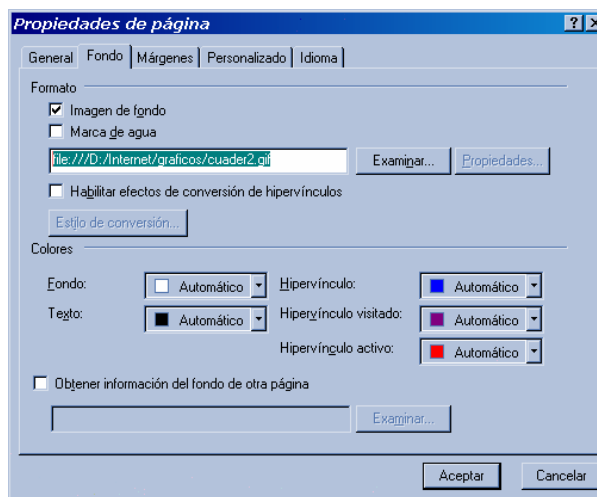 Propiedades de página
General Fondo Márgenes Personalizado Idioma
Formato
Imagen de fondo
Marca de agua
file:///D:/Internet/graficos/cuader2.gif Examinar... Propiedades...
Habilitar efectos de conversión de hipervínculos
Estilo de conversión...
Colores
Fondo: Automático Hipervínculo: Automático
Texto: Automático Hipervínculo visitado: Automático
Hipervínculo activo: Automático
Obtener información del fondo de otra página
Examinar...
Aceptar Cancelar